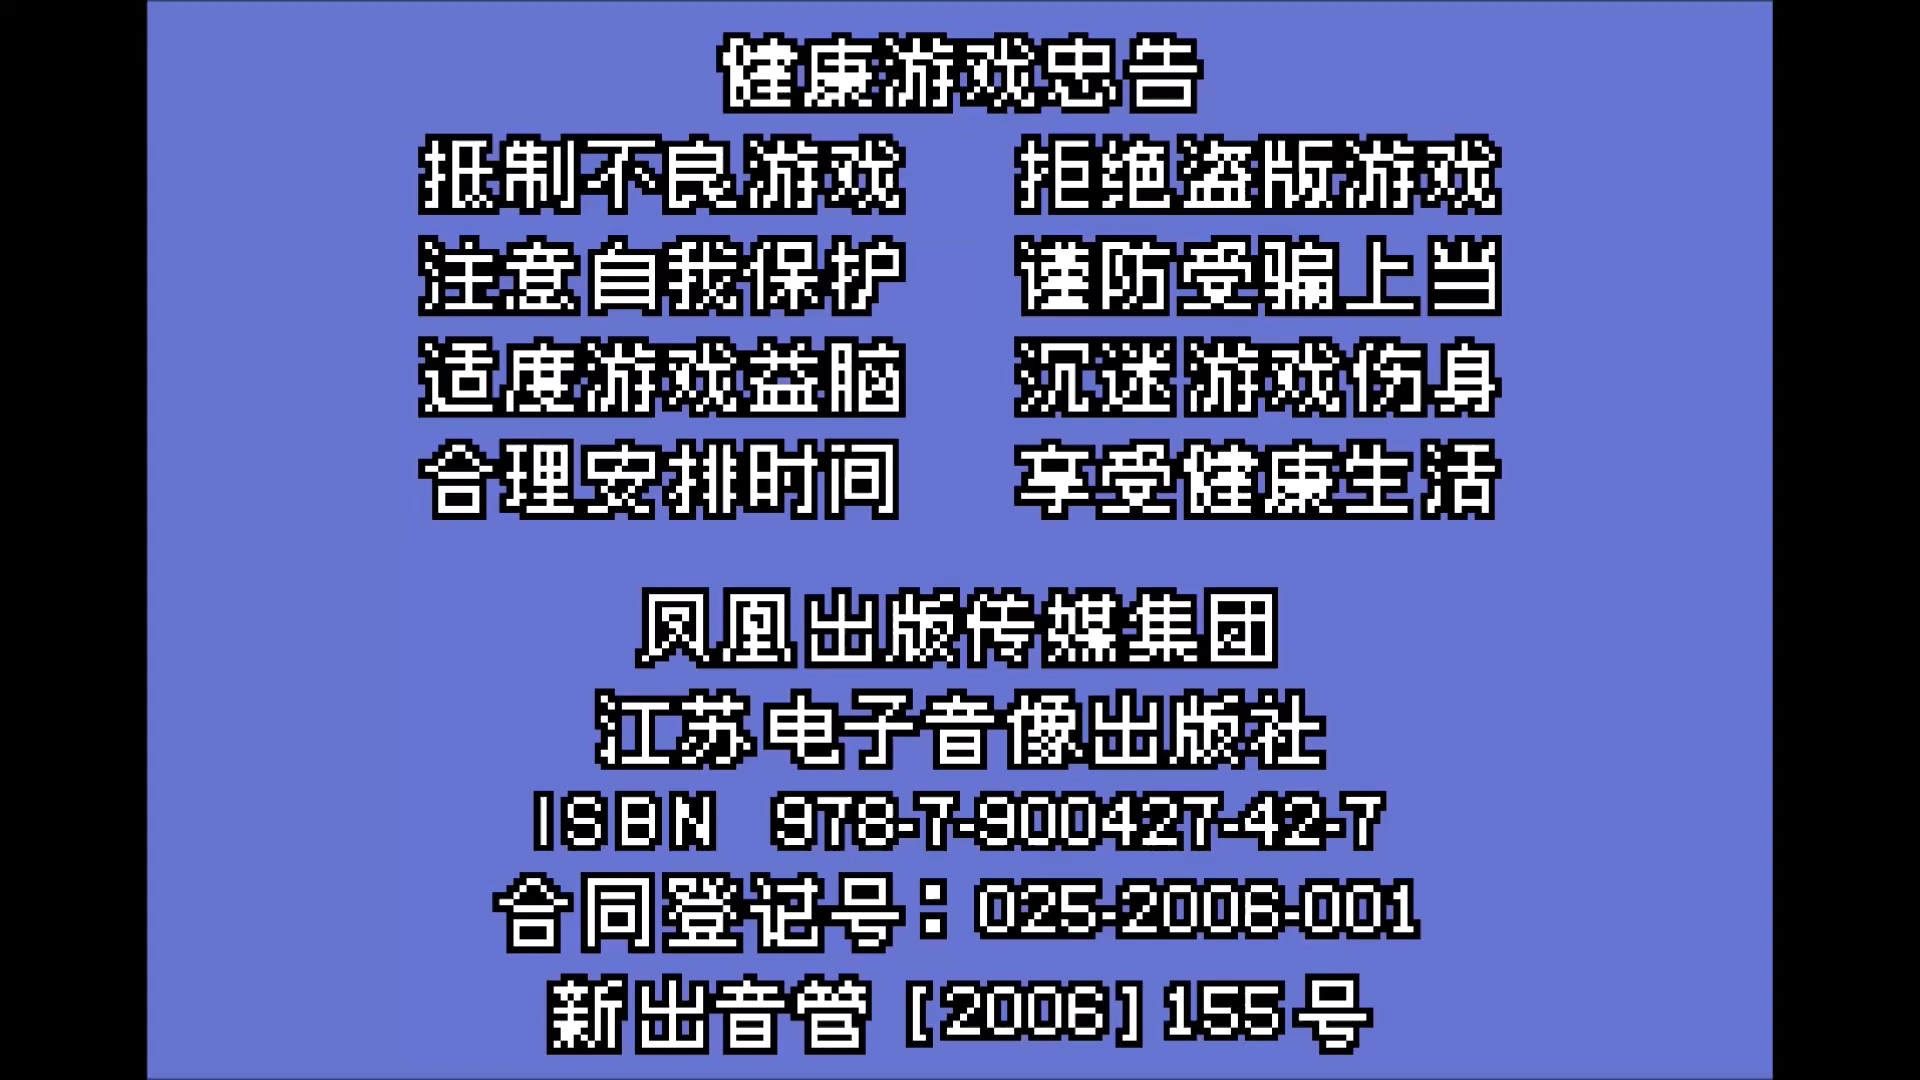 健康游戏忠告
抵制不良游戏 拒绝盗版游戏
注意自我保护 谨防受骗上当
适度游戏益脑 沉迷游戏伤身
合理安排时间 享受健康生活
凤凰出版传媒集团
江苏电子音像出版社
ISBN 978-7-900427-42-7
合同登记号：025-2006-001
新出音管［2006］155号